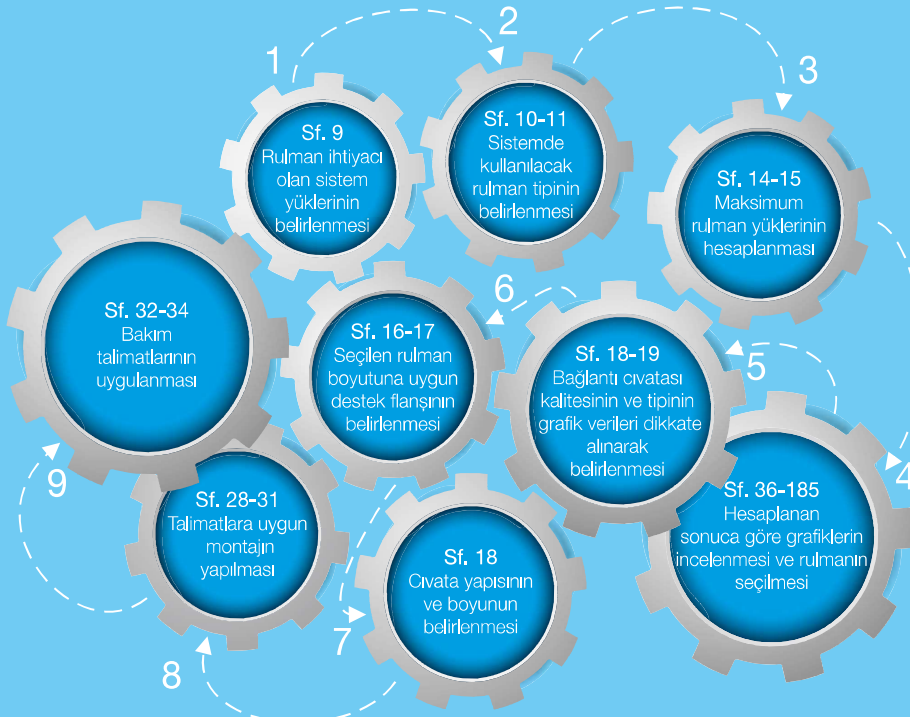 1
Sf. 9
Rulman ihtiyacı
olan sistem
yüklerinin
belirlenmesi
2
Sf. 10-11
Sistemde
kullanılacak
rulman tipinin
belirlenmesi
3
Sf. 14-15
Maksimum
rulman yüklerinin
hesaplanması
4
Sf. 36-185
Hesaplanan
sonuca göre grafiklerin
incelenmesi ve rulmanın
seçilmesi
5
Sf. 18-19
Bağlantı cıvatası
kalitesinin ve tipinin
grafik verileri dikkate
alınarak
belirlenmesi
6
Sf. 16-17
Seçilen rulman
boyutuna uygun
destek flanşının
belirlenmesi
7
Sf. 18
Cıvata yapısının
ve boyunun
belirlenmesi
8
Sf. 28-31
Talimatlara uygun
montajın
yapılması
9
Sf. 32-34
Bakım
talimatlarının
uygulanması